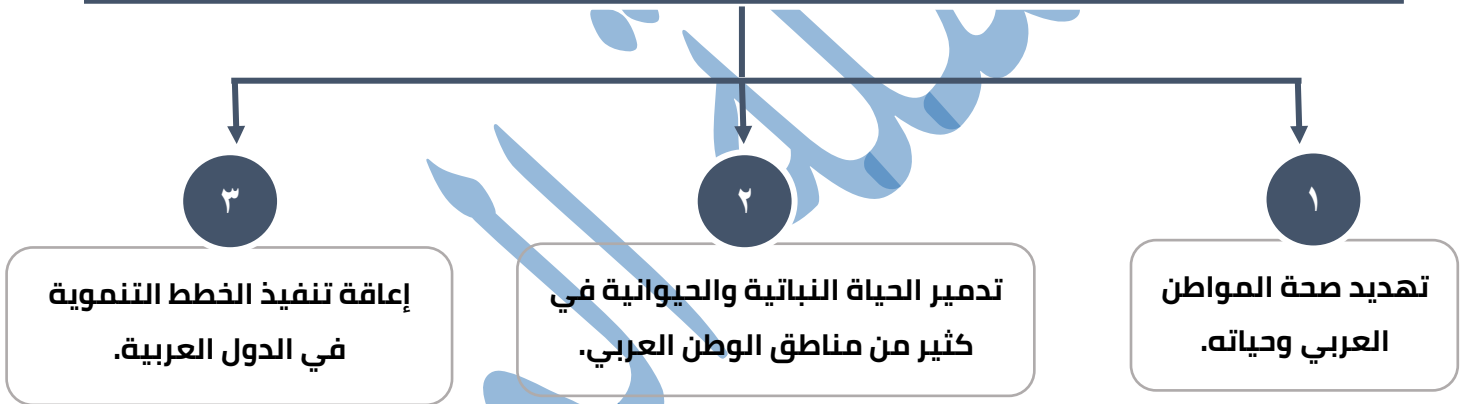 ١
تهديد صحة المواطن
العربي وحياته.
٢
تدمير الحياة النباتية والحيوانية في
كثير من مناطق الوطن العربي.
٣
إعاقة تنفيذ الخطط التنموية
في الدول العربية.